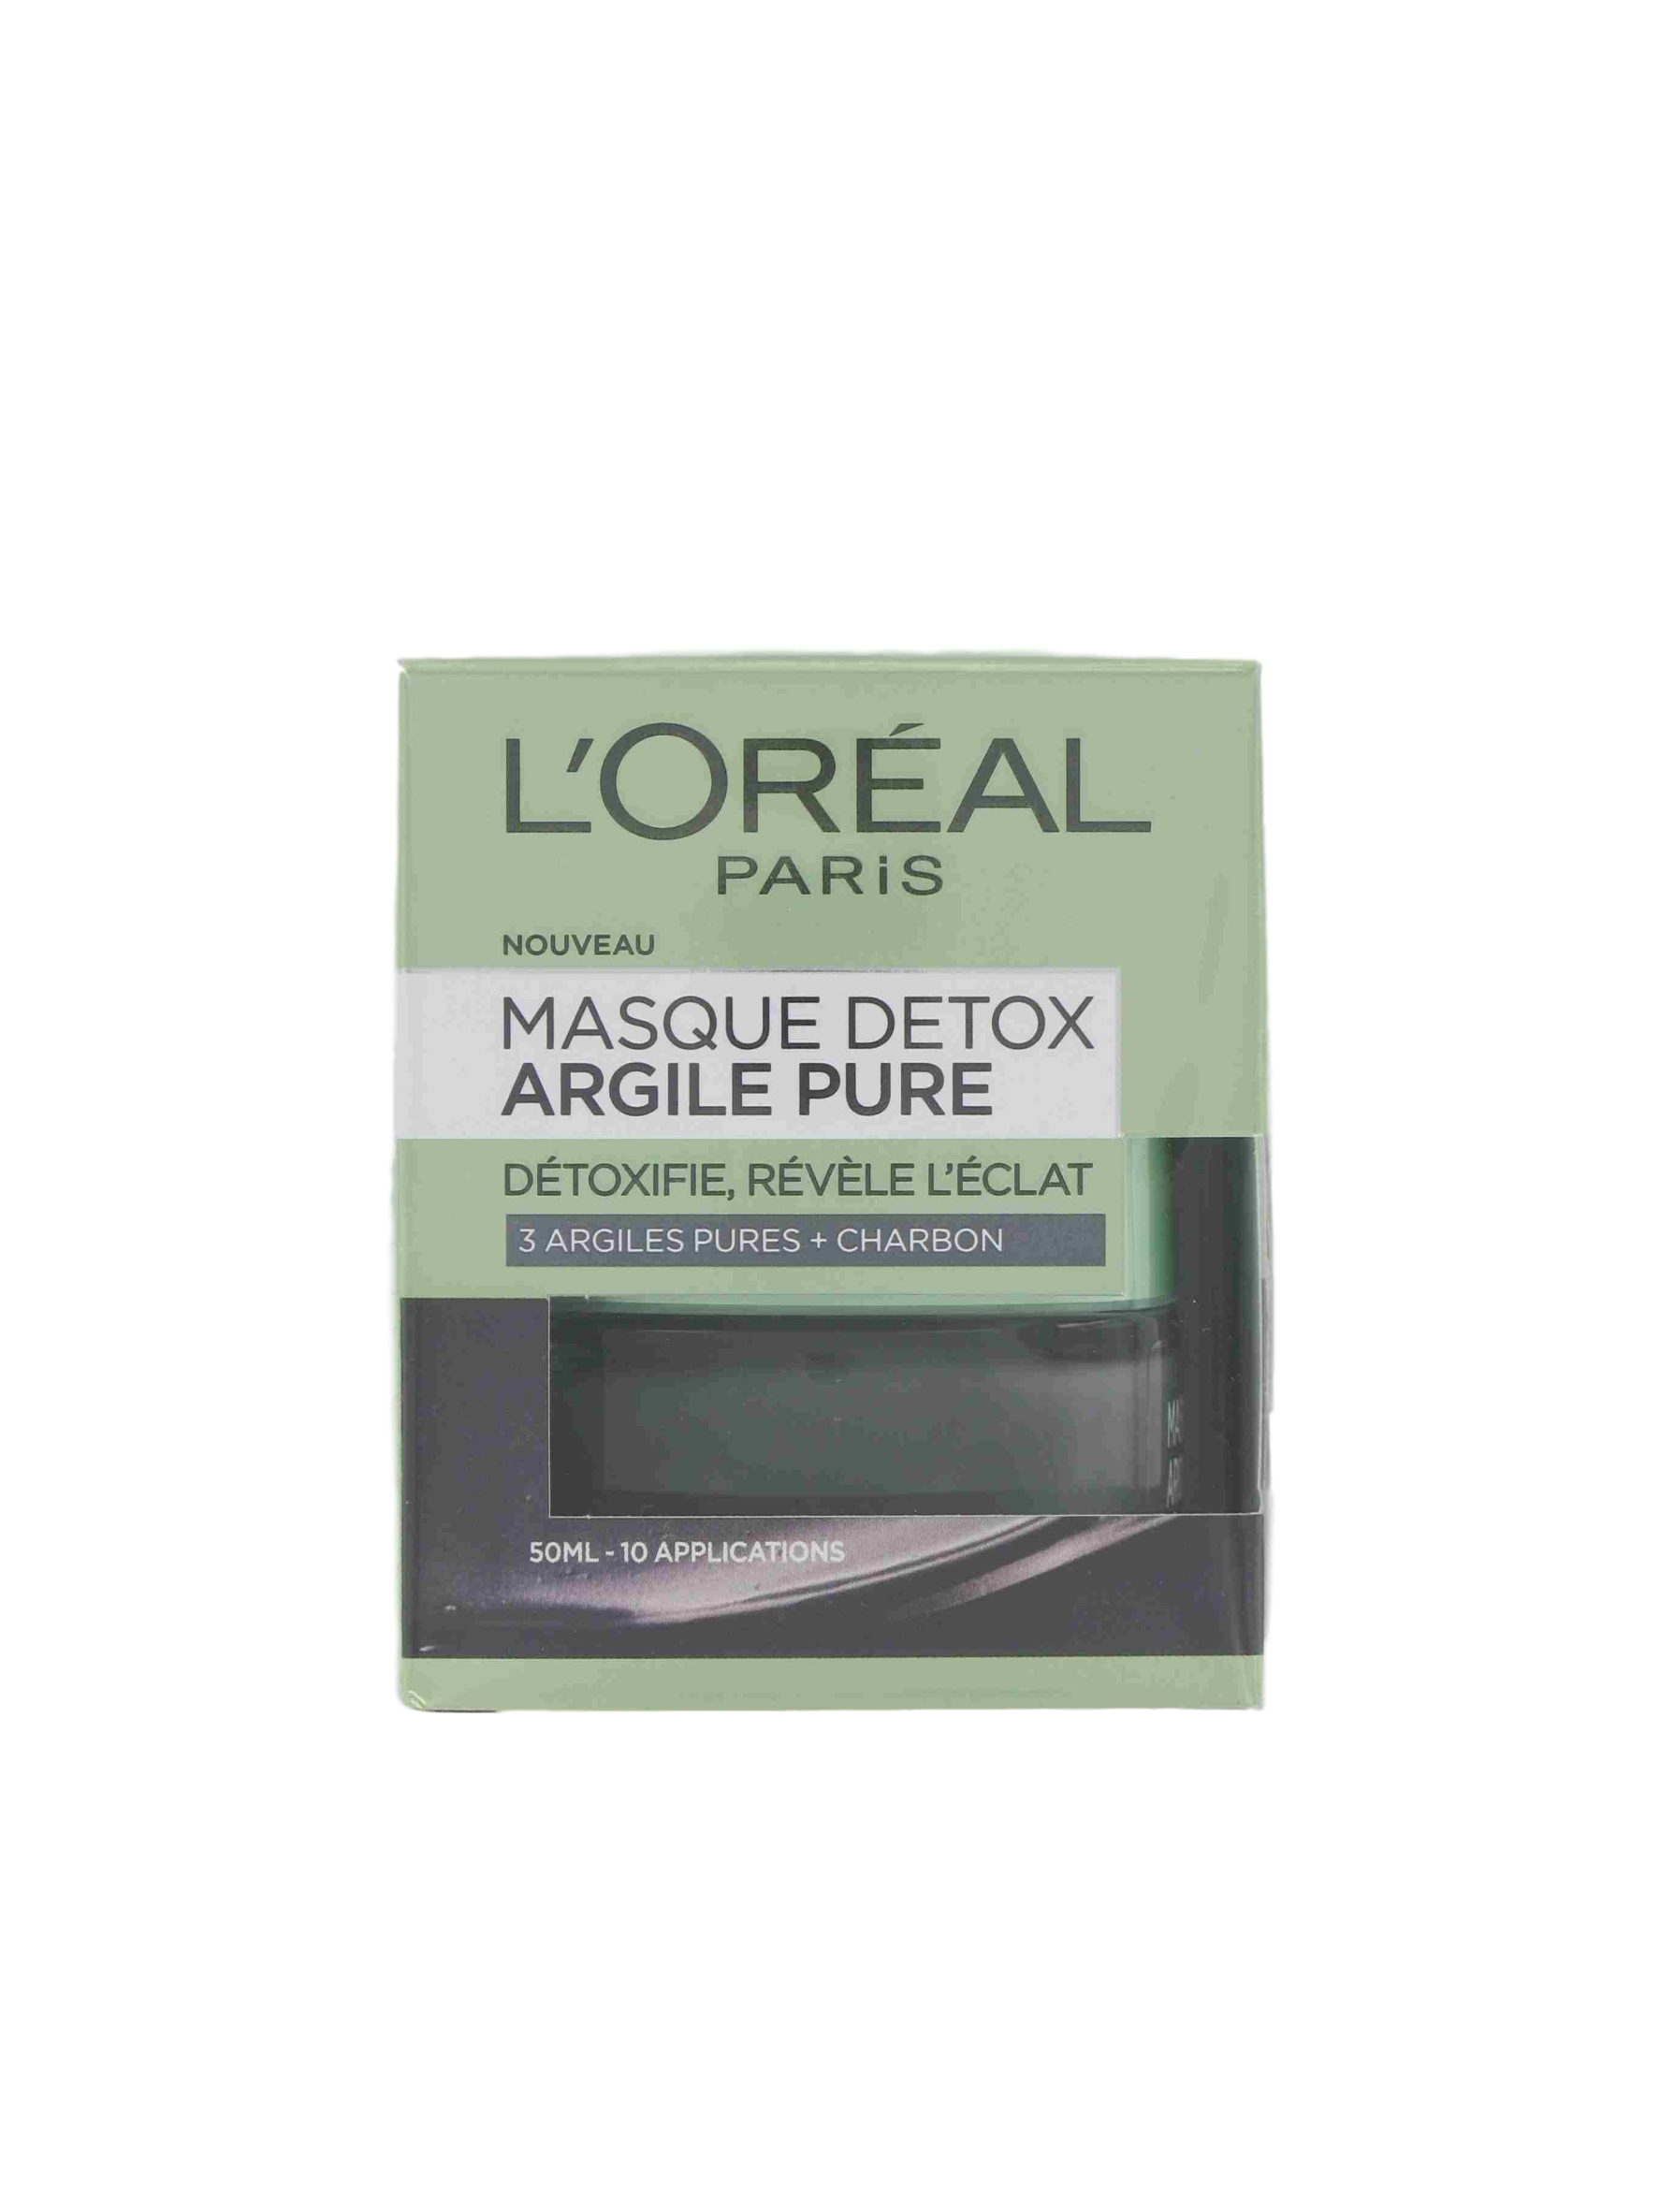 L'ORÉAL
PARiS
NOUVEAU
MASQUE DETOX
ARGILE PURE
DÉTOXIFIE, RÉVÈLE L'ÉCLAT
3 ARGILES PURES + CHARBON
50ML - 10 APPLICATIONS